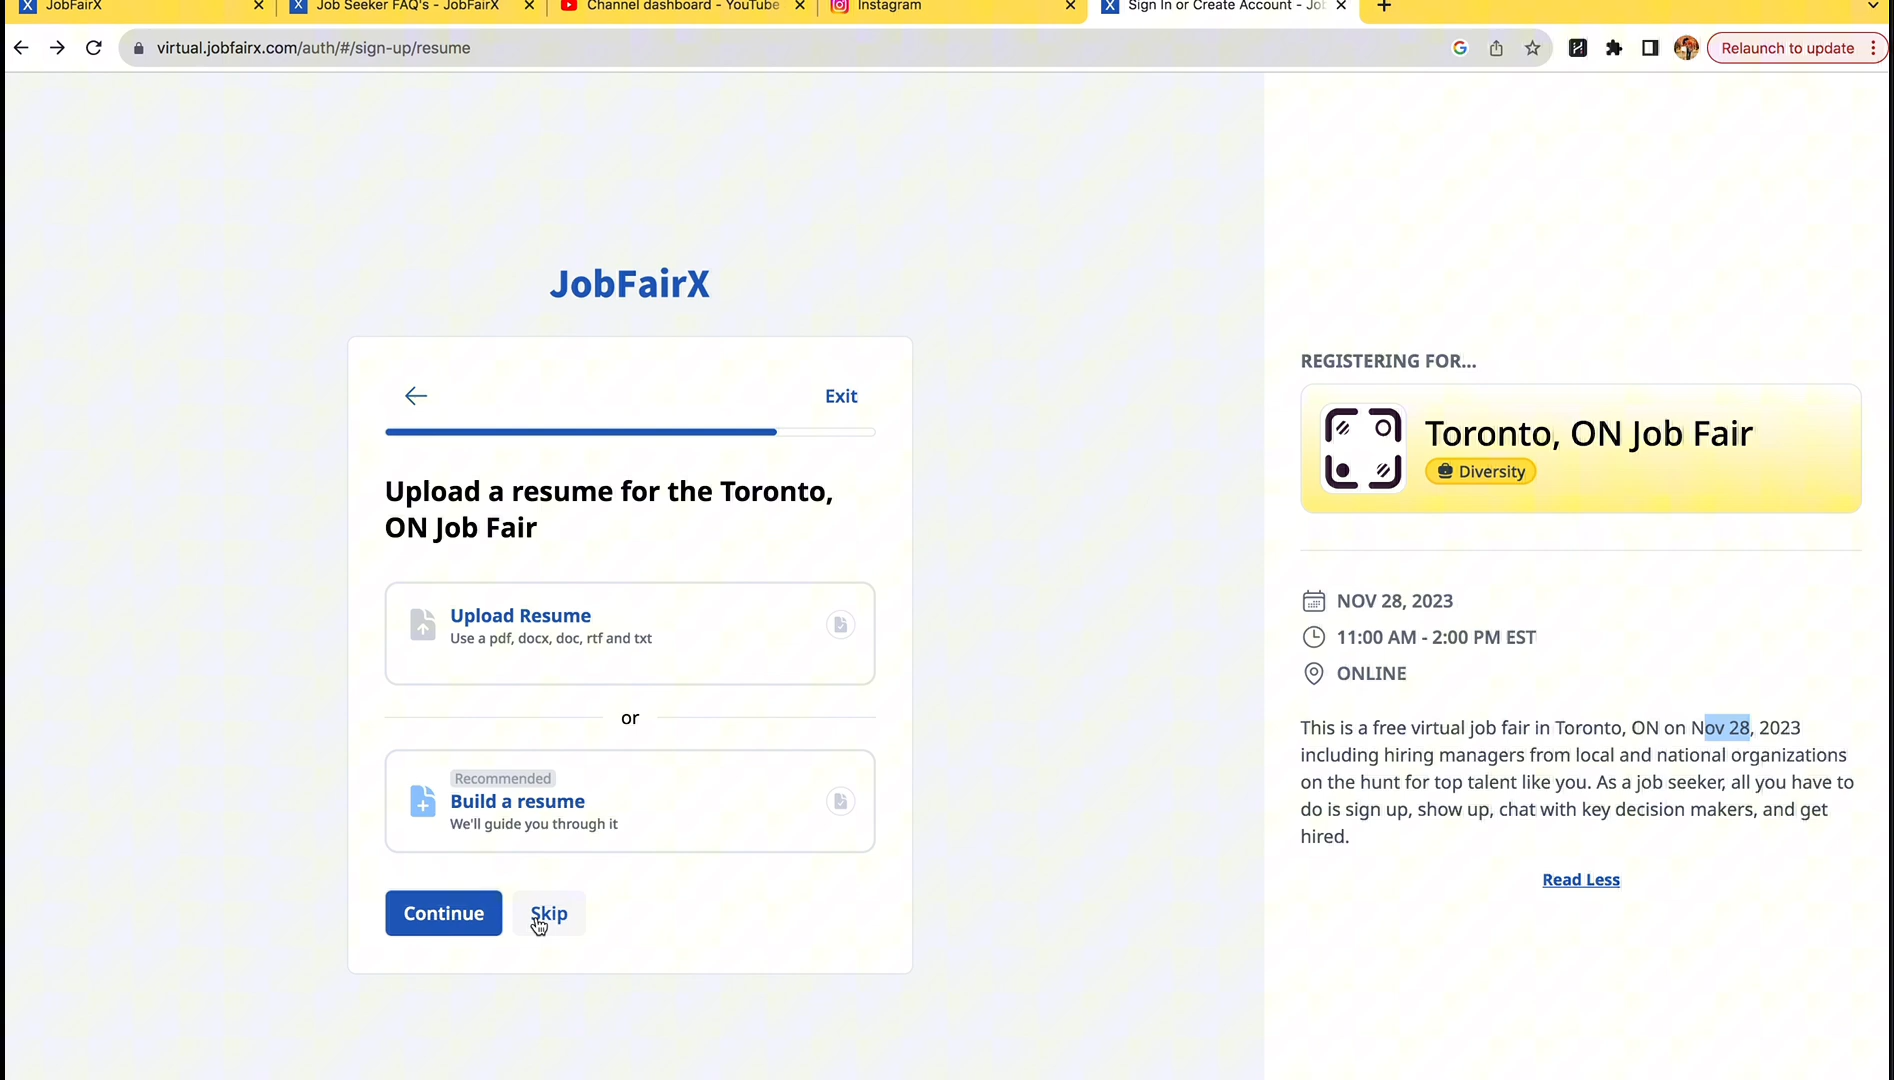 JobFairX
Job Seeker FAQ's - JobFairX
Channel dashboard - YouTube
Instagram
Sign In or Create Account - Job
virtual.jobfairx.com/auth/#/sign-up/resume
Relaunch to update
JobFairX
Exit
Upload a resume for the Toronto,
ON Job Fair
Upload Resume
Use a pdf, docx, doc, rtf and txt
or
Recommended
Build a resume
We'll guide you through it
Continue
Skip
REGISTERING FOR...
Toronto, ON Job Fair
Diversity
NOV 28, 2023
11:00 AM - 2:00 PM EST
ONLINE
This is a free virtual job fair in Toronto, ON on Nov 28, 2023
including hiring managers from local and national organizations
on the hunt for top talent like you. As a job seeker, all you have to
do is sign up, show up, chat with key decision makers, and get
hired.
Read Less